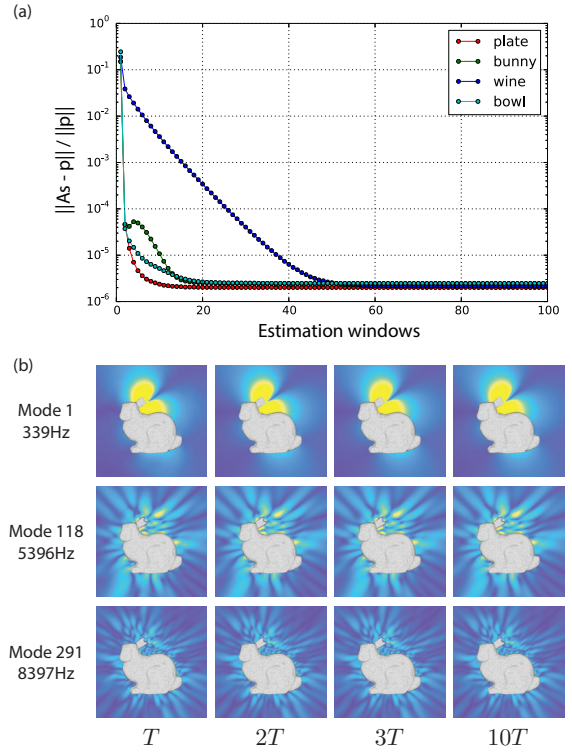 (a)
10^0
10^-1
10^-2
10^-3
10^-4
10^-5
10^-6
||As - p|| / ||p||
plate
bunny
wine
bowl
0 20 40 60 80 100
Estimation windows
(b)
Mode 1
339Hz
Mode 118
5396Hz
Mode 291
8397Hz
T 2T 3T 10T